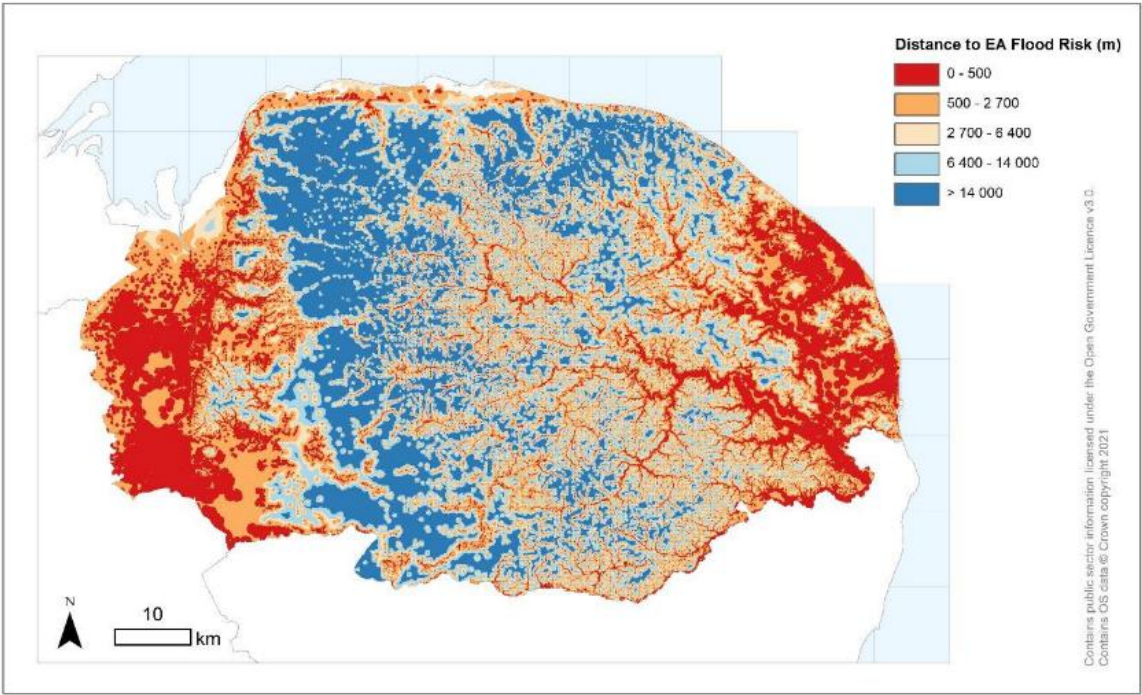 Distance to EA Flood Risk (m)
0 - 500
500 - 2 700
2 700 - 6 400
6 400 - 14 000
> 14 000
Contains public sector information licensed under the Open Government Licence v3.0.
Contains OS data © Crown copyright 2021
N
10
km